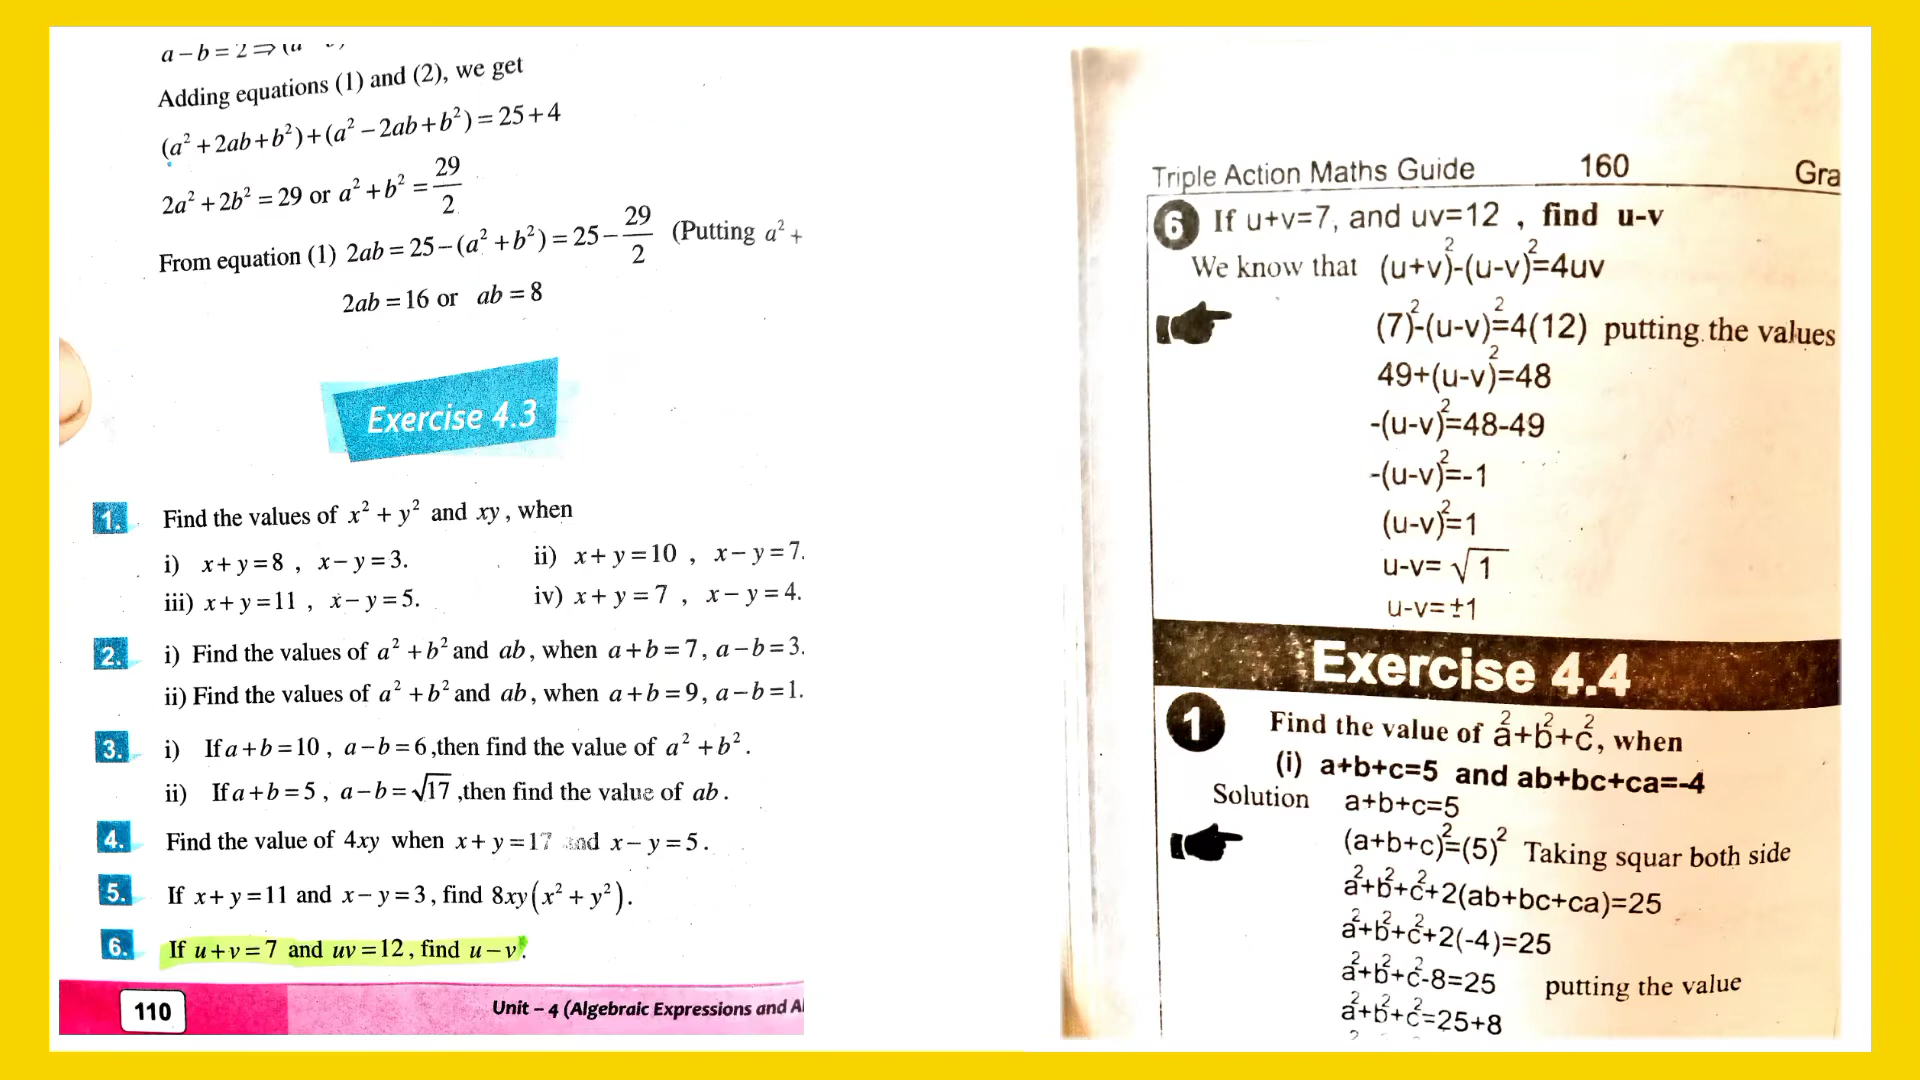 a – b = 2 ⇒ (a
Adding equations (1) and (2), we get
(a² + 2ab + b²) + (a² – 2ab + b²) = 25 + 4
2a² + 2b² = 29 or a² + b² = 29/2
From equation (1) 2ab = 25 – (a² + b²) = 25 – 29/2 (Putting a² +
2ab = 16 or ab = 8
Exercise 4.3
1. Find the values of x² + y² and xy, when
i) x + y = 8 , x – y = 3. ii) x + y = 10 , x – y = 7.
iii) x + y = 11 , x – y = 5. iv) x + y = 7 , x – y = 4.
2. i) Find the values of a² + b² and ab, when a + b = 7, a – b = 3.
ii) Find the values of a² + b² and ab, when a + b = 9, a – b = 1.
3. i) If a + b = 10 , a – b = 6 ,then find the value of a² + b².
ii) If a + b = 5 , a – b = √17 ,then find the value of ab.
4. Find the value of 4xy when x + y = 17 and x – y = 5.
5. If x + y = 11 and x – y = 3, find 8xy(x² + y²).
6. If u + v = 7 and uv = 12, find u – v.
110 Unit – 4 (Algebraic Expressions and Al
Triple Action Maths Guide 160 Gra
6 If u+v=7, and uv=12 , find u-v
We know that (u+v)²-(u-v)²=4uv
(7)²-(u-v)²=4(12) putting the values
49+(u-v)²=48
-(u-v)²=48-49
-(u-v)²=-1
(u-v)²=1
u-v= √1
u-v=±1
Exercise 4.4
1 Find the value of a²+b²+c², when
(i) a+b+c=5 and ab+bc+ca=-4
Solution a+b+c=5
(a+b+c)²=(5)² Taking squar both side
a²+b²+c²+2(ab+bc+ca)=25
a²+b²+c²+2(-4)=25
a²+b²+c²-8=25 putting the value
a²+b²+c²=25+8